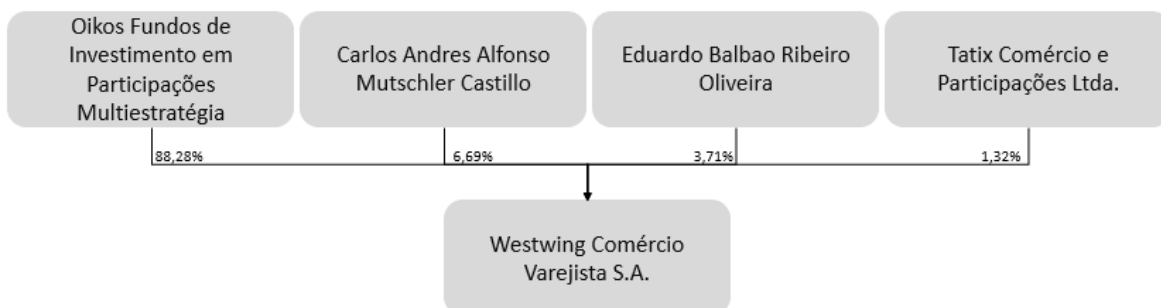 Oikos Fundos de
Investimento em
Participações
Multiestratégia
Carlos Andres Alfonso
Mutschler Castillo
Eduardo Balbao Ribeiro
Oliveira
Tatix Comércio e
Participações Ltda.
88,28%
6,69%
3,71%
1,32%
Westwing Comércio
Varejista S.A.